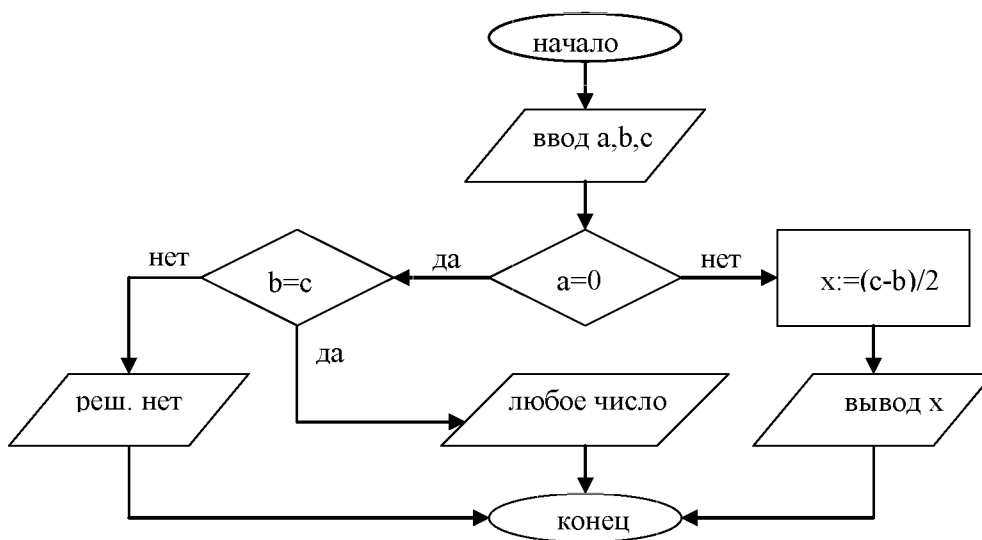 начало
ввод a,b,c
нет
да
нет
b=c
a=0
x:=(c-b)/2
да
реш. нет
любое число
вывод x
конец